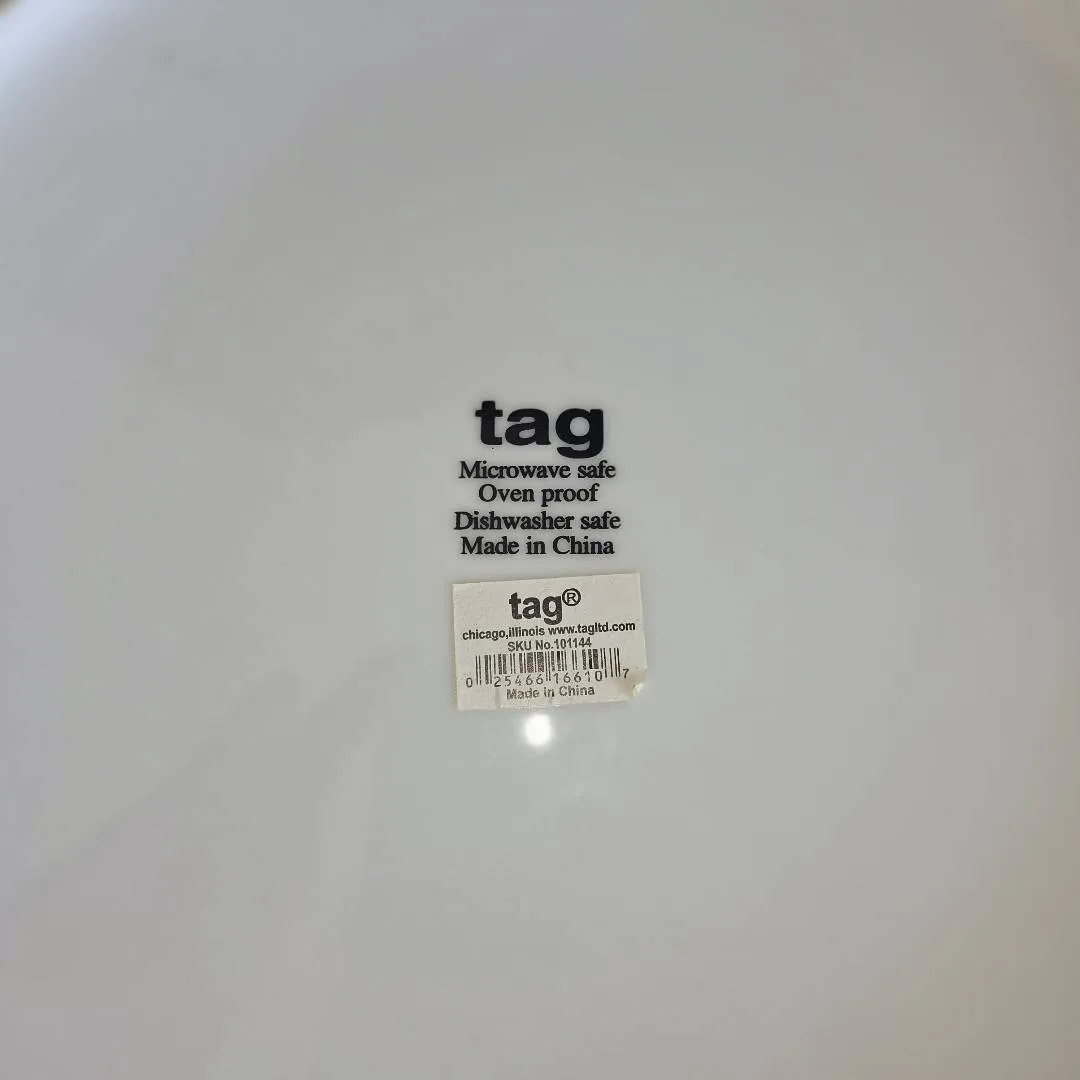 tag
Microwave safe
Oven proof
Dishwasher safe
Made in China
tag®
chicago,illinois www.tagltd.com
SKU No.101144
0 25466 16610 7
Made in China